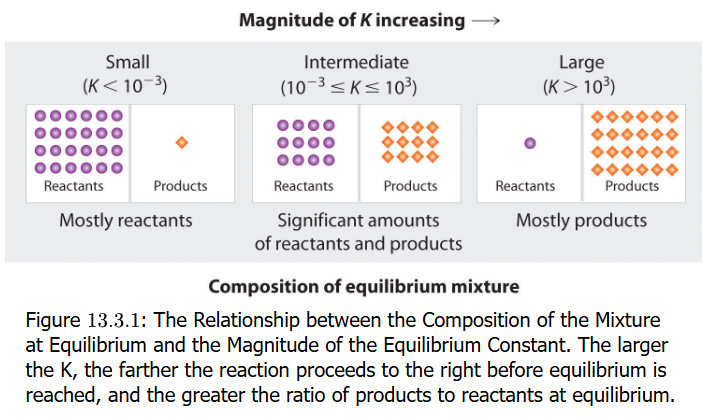 Magnitude of K increasing →
Small
(K < 10⁻³)
Intermediate
(10⁻³ ≤ K ≤ 10³)
Large
(K > 10³)
Reactants
Products
Reactants
Products
Reactants
Products
Mostly reactants
Significant amounts
of reactants and products
Mostly products
Composition of equilibrium mixture
Figure 13.3.1: The Relationship between the Composition of the Mixture
at Equilibrium and the Magnitude of the Equilibrium Constant. The larger
the K, the farther the reaction proceeds to the right before equilibrium is
reached, and the greater the ratio of products to reactants at equilibrium.